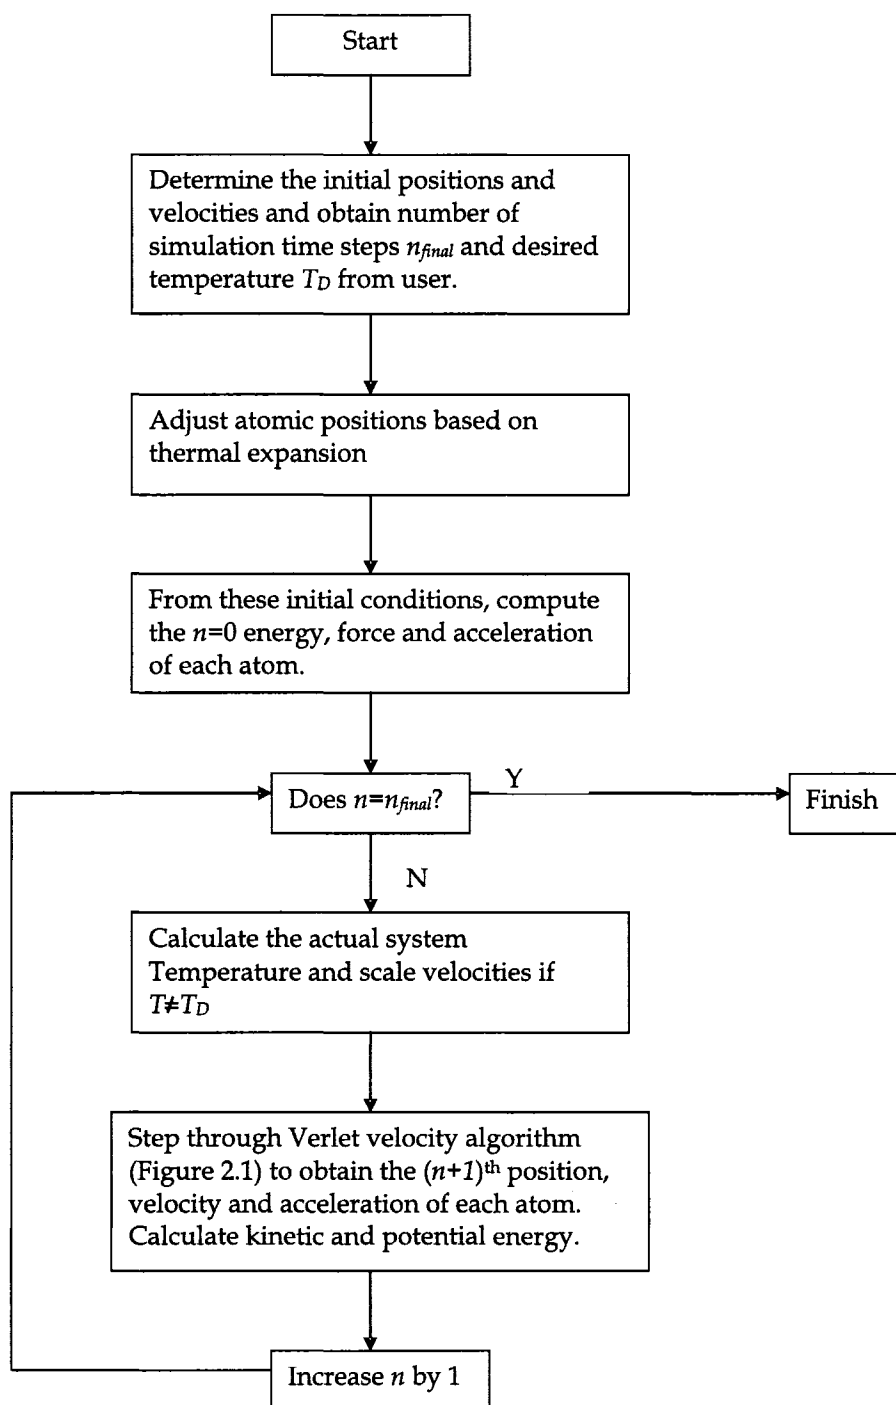 Start
Determine the initial positions and
velocities and obtain number of
simulation time steps n_final and desired
temperature T_D from user.
Adjust atomic positions based on
thermal expansion
From these initial conditions, compute
the n=0 energy, force and acceleration
of each atom.
Does n=n_final?
Y
Finish
N
Calculate the actual system
Temperature and scale velocities if
T≠T_D
Step through Verlet velocity algorithm
(Figure 2.1) to obtain the (n+1)th position,
velocity and acceleration of each atom.
Calculate kinetic and potential energy.
Increase n by 1